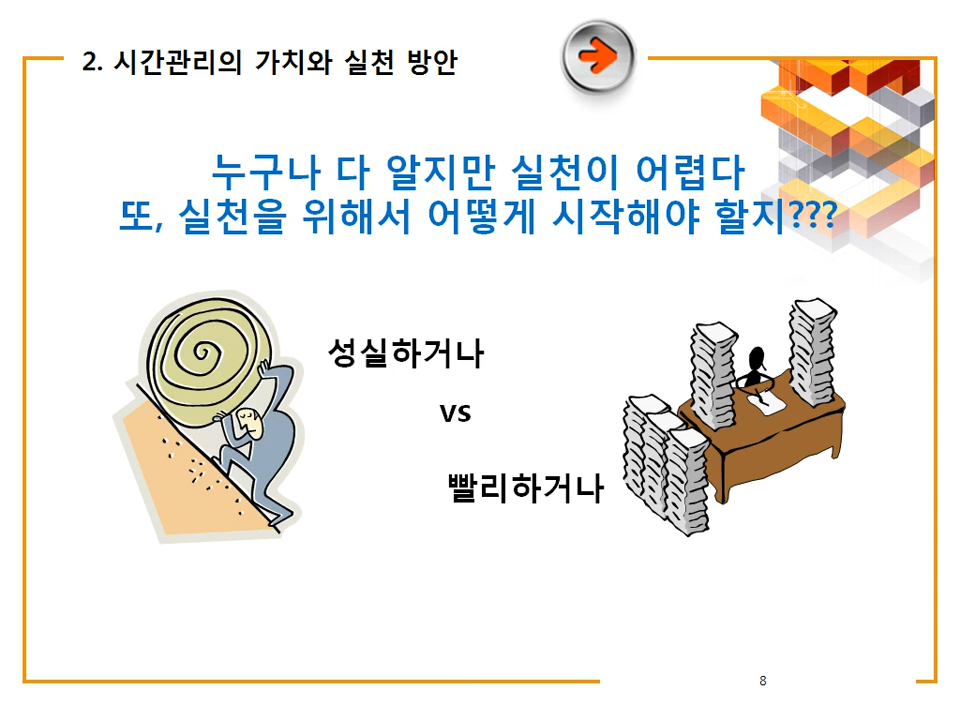 2. 시간관리의 가치와 실천 방안
누구나 다 알지만 실천이 어렵다
또, 실천을 위해서 어떻게 시작해야 할지???
성실하거나
vs
빨리하거나
8